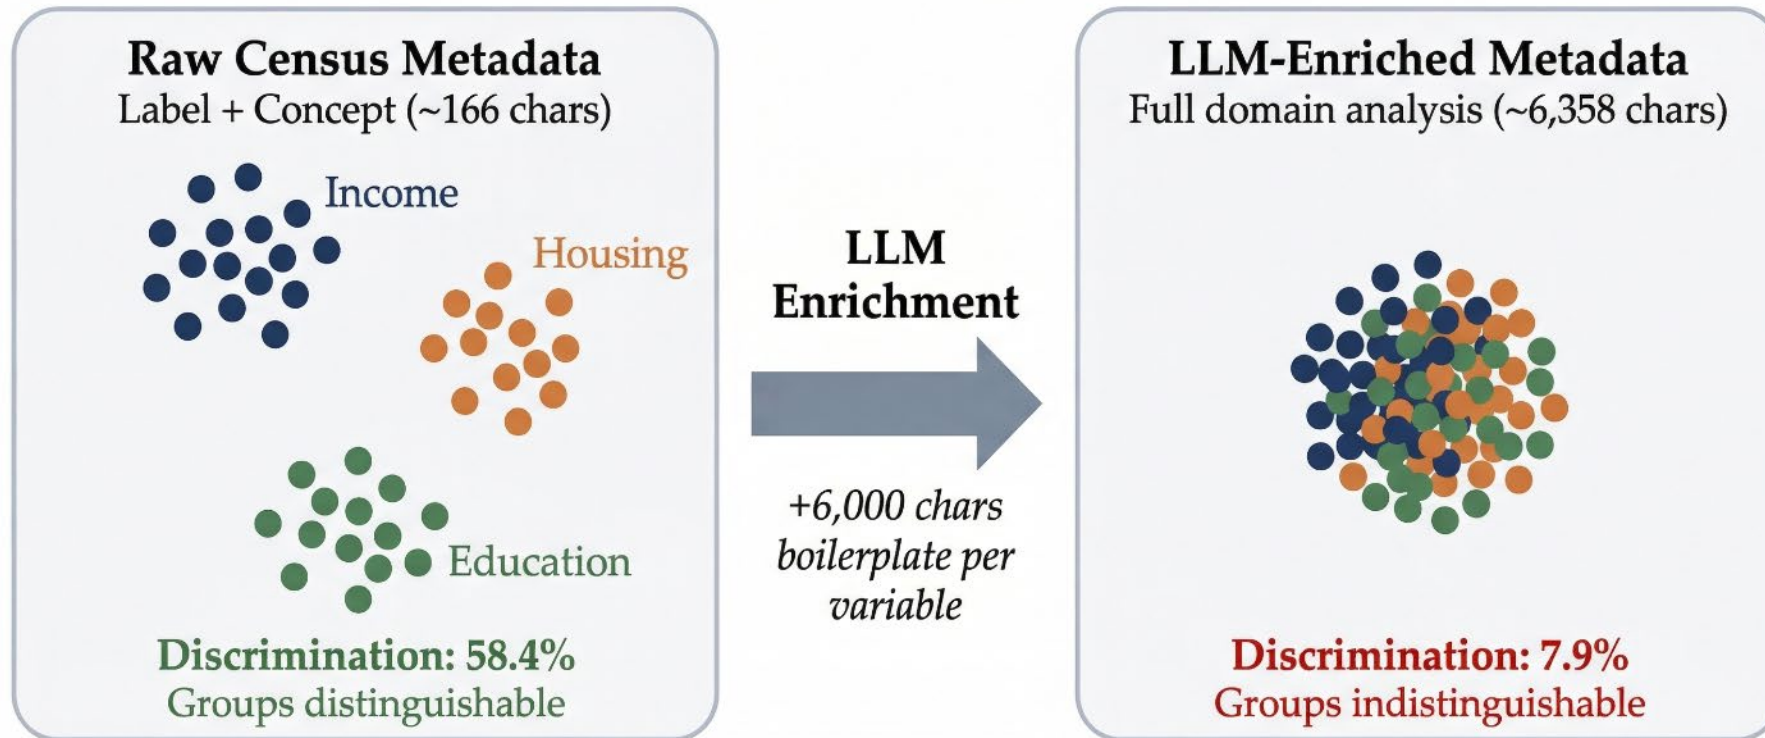 Raw Census Metadata
Label + Concept (~166 chars)
Income
Housing
Education
Discrimination: 58.4%
Groups distinguishable
LLM
Enrichment
+6,000 chars
boilerplate per
variable
LLM-Enriched Metadata
Full domain analysis (~6,358 chars)
Discrimination: 7.9%
Groups indistinguishable